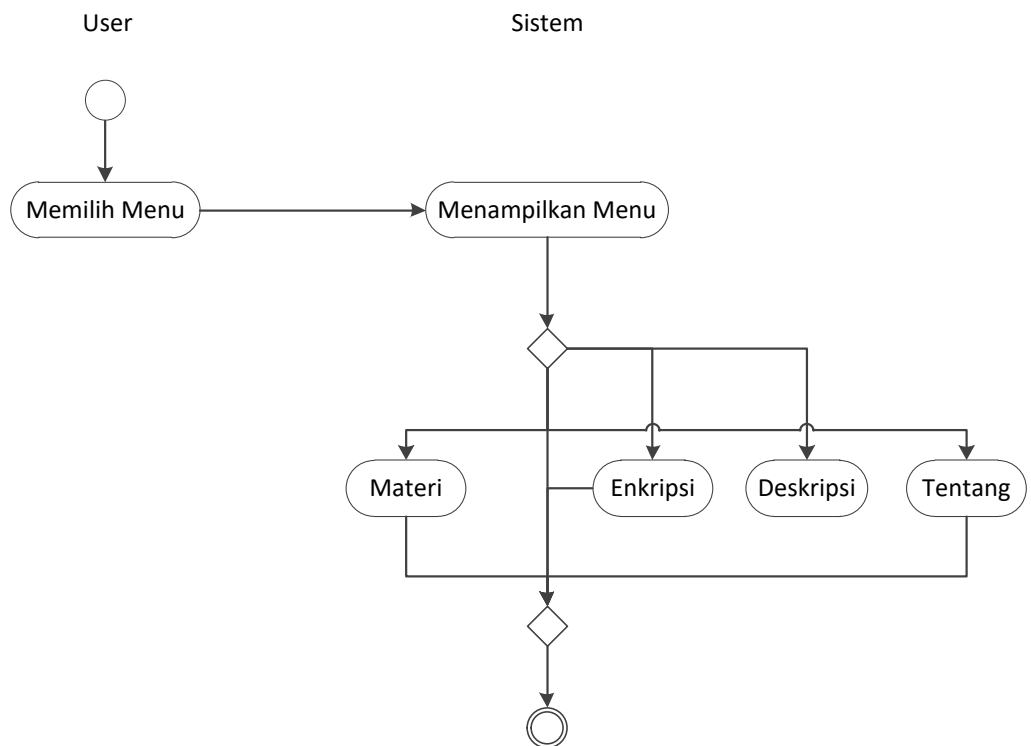 User
Sistem
Memilih Menu
Menampilkan Menu
Materi
Enkripsi
Deskripsi
Tentang